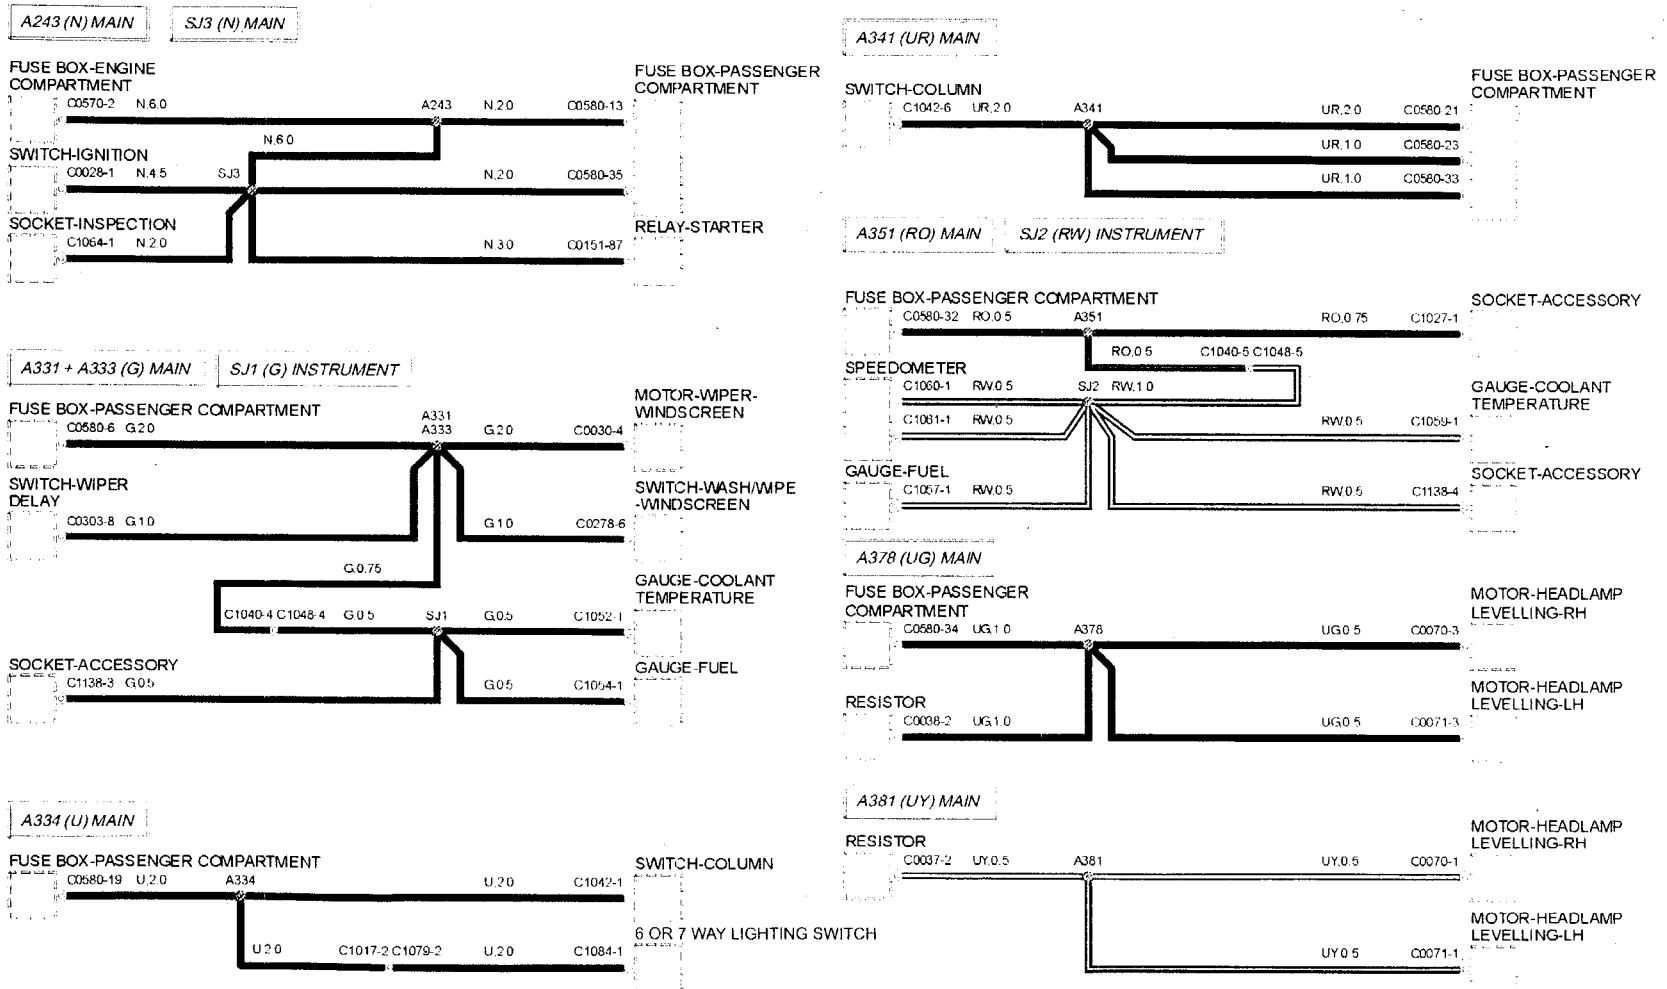 A243 (N) MAIN
SJ3 (N) MAIN
FUSE BOX-ENGINE
COMPARTMENT
C0570-2 N,6.0
A243
N,2.0
C0580-13
FUSE BOX-PASSENGER
COMPARTMENT
N,6.0
SWITCH-IGNITION
C0028-1 N,4.5
SJ3
N,2.0
C0580-35
SOCKET-INSPECTION
C1064-1 N,2.0
N,3.0
C0151-87
RELAY-STARTER
A331 + A333 (G) MAIN
SJ1 (G) INSTRUMENT
FUSE BOX-PASSENGER COMPARTMENT
C0580-6 G,2.0
A331
A333
G,2.0
C0030-4
MOTOR-WIPER-
WINDSCREEN
SWITCH-WIPER
DELAY
C0303-8 G,1.0
G,1.0
C0278-6
SWITCH-WASH/WIPE
-WINDSCREEN
G,0.75
C1040-4 C1048-4
G,0.5
SJ1
G,0.5
C1052-1
GAUGE-COOLANT
TEMPERATURE
SOCKET-ACCESSORY
C1138-3 G,0.5
G,0.5
C1054-1
GAUGE-FUEL
A334 (U) MAIN
FUSE BOX-PASSENGER COMPARTMENT
C0580-19 U,2.0
A334
U,2.0
C1042-1
SWITCH-COLUMN
U,2.0
C1017-2 C1079-2
U,2.0
C1084-1
6 OR 7 WAY LIGHTING SWITCH
A341 (UR) MAIN
SWITCH-COLUMN
C1042-6 UR,2.0
A341
UR,2.0
C0580-21
FUSE BOX-PASSENGER
COMPARTMENT
UR,1.0
C0580-23
UR,1.0
C0580-33
A351 (RO) MAIN
SJ2 (RW) INSTRUMENT
FUSE BOX-PASSENGER COMPARTMENT
C0580-32 RO,0.5
A351
RO,0.75
C1027-1
SOCKET-ACCESSORY
RO,0.5
C1040-5 C1048-5
SPEEDOMETER
C1060-1 RW,0.5
SJ2 RW,1.0
C1061-1 RW,0.5
RW,0.5
C1059-1
GAUGE-COOLANT
TEMPERATURE
GAUGE-FUEL
C1057-1 RW,0.5
RW,0.5
C1138-4
SOCKET-ACCESSORY
A378 (UG) MAIN
FUSE BOX-PASSENGER
COMPARTMENT
C0580-34 UG,1.0
A378
UG,0.5
C0070-3
MOTOR-HEADLAMP
LEVELLING-RH
RESISTOR
C0038-2 UG,1.0
UG,0.5
C0071-3
MOTOR-HEADLAMP
LEVELLING-LH
A381 (UY) MAIN
RESISTOR
C0037-2 UY,0.5
A381
UY,0.5
C0070-1
MOTOR-HEADLAMP
LEVELLING-RH
UY,0.5
C0071-1
MOTOR-HEADLAMP
LEVELLING-LH